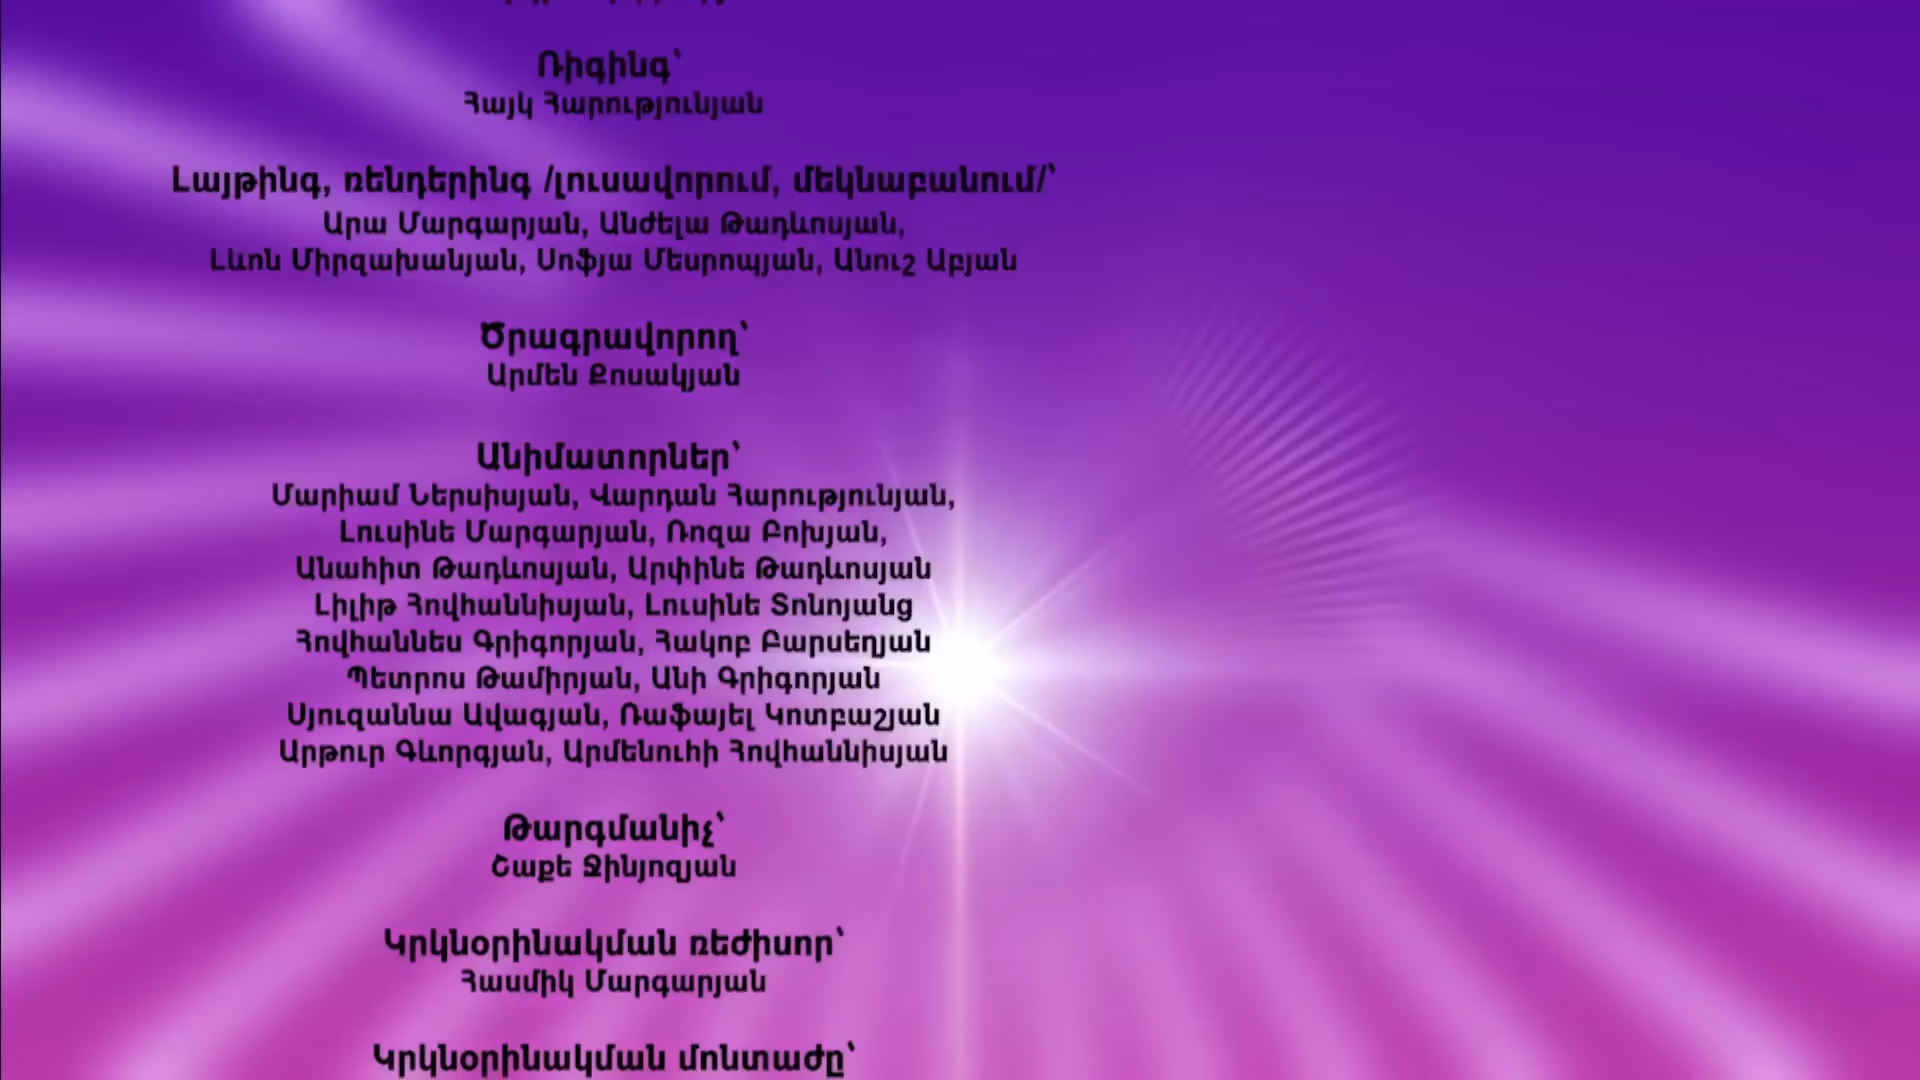 Ռիգինգ՝
Հայկ Հարությունյան
Լայթինգ, ռենդերինգ /լուսավորում, մեկնաբանում/՝
Արա Մարգարյան, Անժելա Թադևոսյան,
Լևոն Միրզախանյան, Սոֆյա Մեսրոպյան, Անուշ Աբյան
Ծրագրավորող՝
Արմեն Քոսակյան
Անիմատորներ՝
Մարիամ Ներսիսյան, Վարդան Հարությունյան,
Լուսինե Մարգարյան, Ռոզա Բոխյան,
Անահիտ Թադևոսյան, Արփինե Թադևոսյան
Լիլիթ Հովհաննիսյան, Լուսինե Տոնոյանց
Հովհաննես Գրիգորյան, Հակոբ Բարսեղյան
Պետրոս Թամիրյան, Անի Գրիգորյան
Սյուզաննա Ավագյան, Ռաֆայել Կոտբաշյան
Արթուր Գևորգյան, Արմենուհի Հովհաննիսյան
Թարգմանիչ՝
Շաքե Ջինյոզյան
Կրկնօրինակման ռեժիսոր՝
Հասմիկ Մարգարյան
Կրկնօրինակման մոնտաժը՝